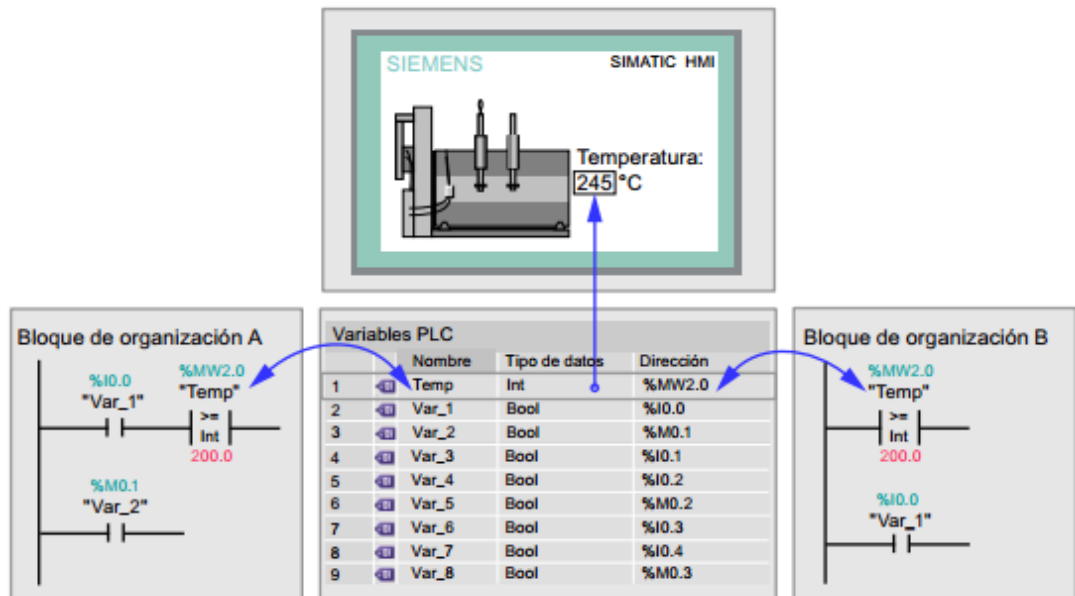 SIEMENS SIMATIC HMI
Temperatura:
245 °C
Bloque de organización A
%I0.0
"Var_1"
%MW2.0
"Temp"
>=
Int
200.0
%M0.1
"Var_2"
Variables PLC
Nombre Tipo de datos Dirección
1 Temp Int %MW2.0
2 Var_1 Bool %I0.0
3 Var_2 Bool %M0.1
4 Var_3 Bool %I0.1
5 Var_4 Bool %I0.2
6 Var_5 Bool %M0.2
7 Var_6 Bool %I0.3
8 Var_7 Bool %I0.4
9 Var_8 Bool %M0.3
Bloque de organización B
%MW2.0
"Temp"
>=
Int
200.0
%I0.0
"Var_1"